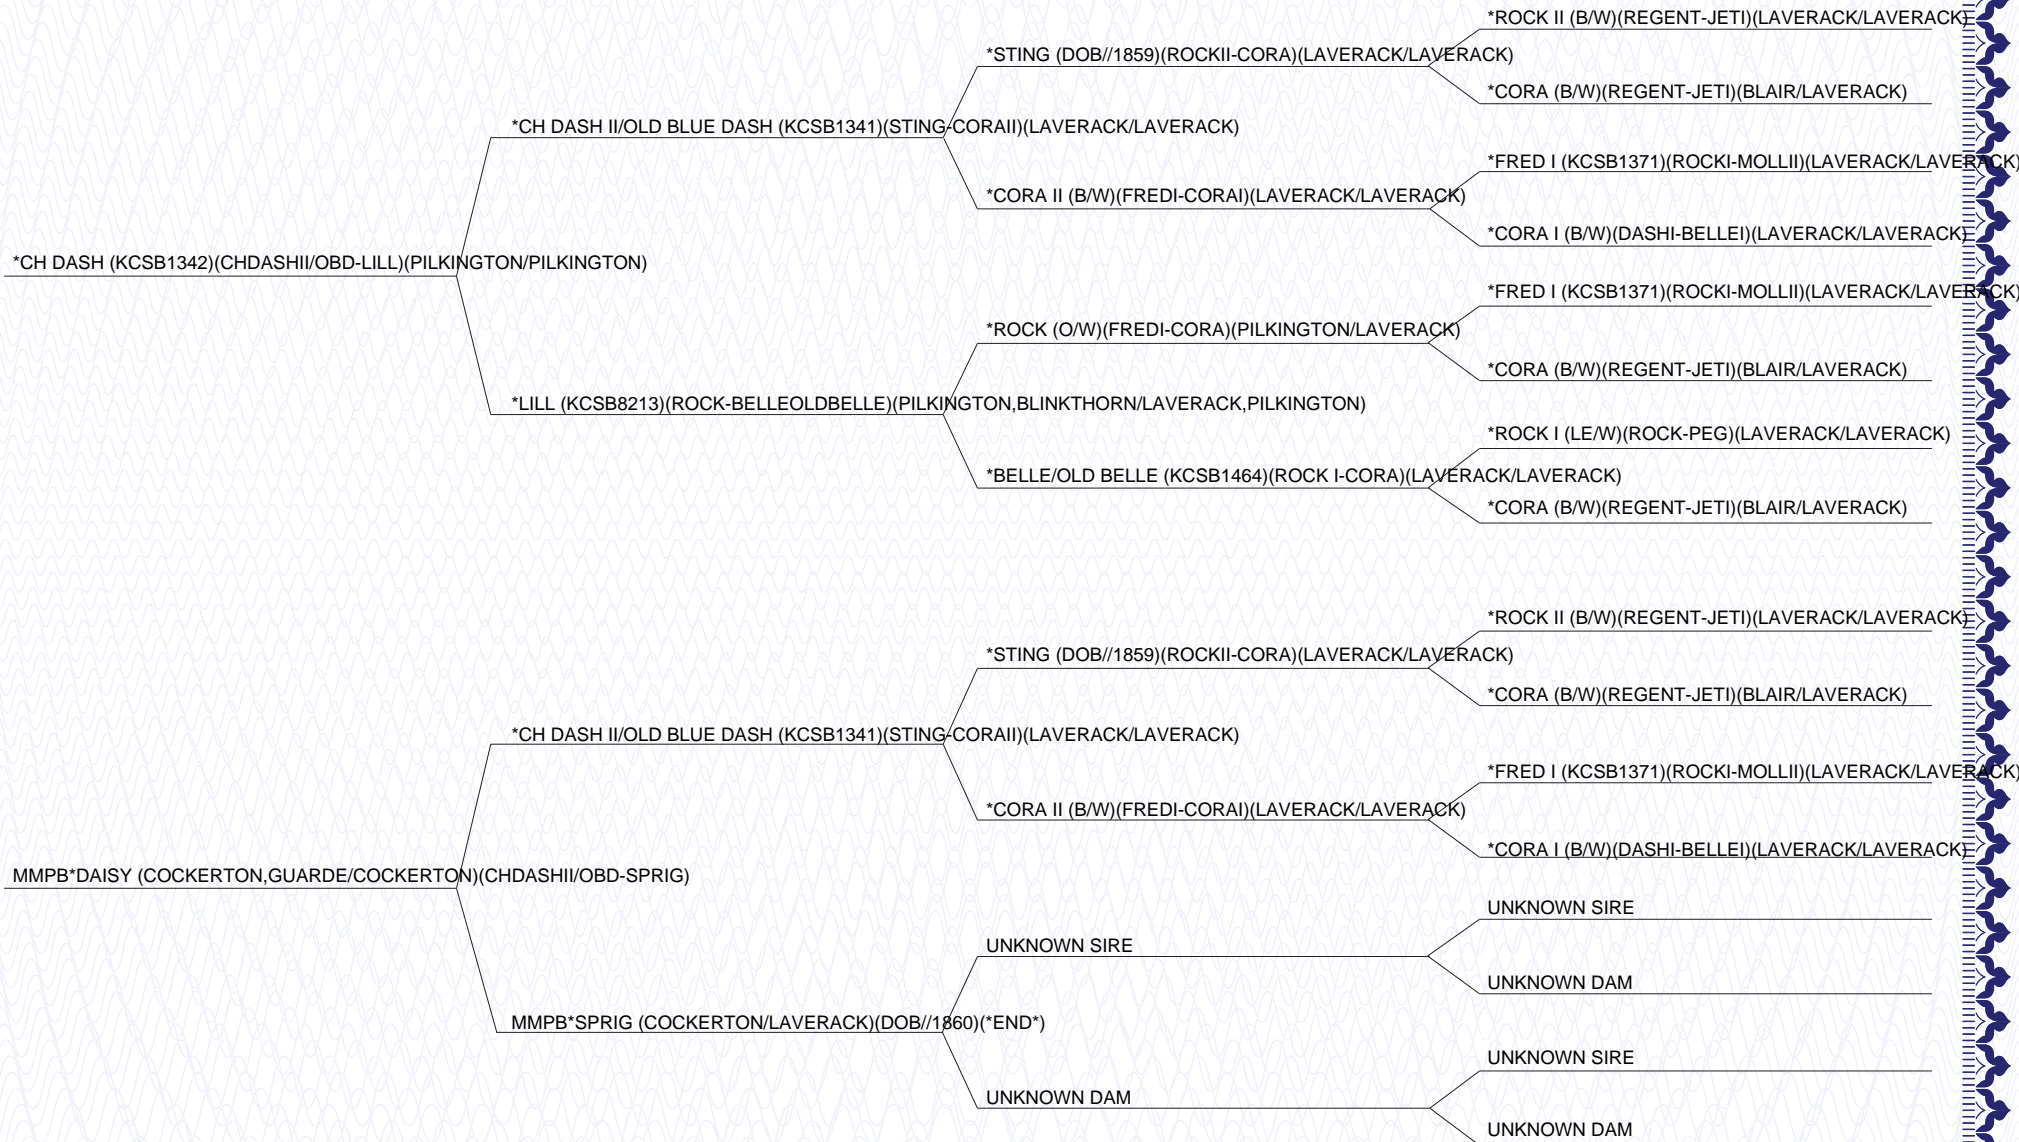 *ROCK II (B/W)(REGENT-JETI)(LAVERACK/LAVERACK)
*STING (DOB//1859)(ROCKII-CORA)(LAVERACK/LAVERACK)
*CORA (B/W)(REGENT-JETI)(BLAIR/LAVERACK)
*CH DASH II/OLD BLUE DASH (KCSB1341)(STING-CORAII)(LAVERACK/LAVERACK)
*FRED I (KCSB1371)(ROCKI-MOLLII)(LAVERACK/LAVERACK)
*CORA II (B/W)(FREDI-CORAI)(LAVERACK/LAVERACK)
*CORA I (B/W)(DASHI-BELLEI)(LAVERACK/LAVERACK)
*CH DASH (KCSB1342)(CHDASHII/OBD-LILL)(PILKINGTON/PILKINGTON)
*FRED I (KCSB1371)(ROCKI-MOLLII)(LAVERACK/LAVERACK)
*ROCK (O/W)(FREDI-CORA)(PILKINGTON/LAVERACK)
*CORA (B/W)(REGENT-JETI)(BLAIR/LAVERACK)
*LILL (KCSB8213)(ROCK-BELLEOLDBELLE)(PILKINGTON,BLINKTHORN/LAVERACK,PILKINGTON)
*ROCK I (LE/W)(ROCK-PEG)(LAVERACK/LAVERACK)
*BELLE/OLD BELLE (KCSB1464)(ROCK I-CORA)(LAVERACK/LAVERACK)
*CORA (B/W)(REGENT-JETI)(BLAIR/LAVERACK)
*ROCK II (B/W)(REGENT-JETI)(LAVERACK/LAVERACK)
*STING (DOB//1859)(ROCKII-CORA)(LAVERACK/LAVERACK)
*CORA (B/W)(REGENT-JETI)(BLAIR/LAVERACK)
*CH DASH II/OLD BLUE DASH (KCSB1341)(STING-CORAII)(LAVERACK/LAVERACK)
*FRED I (KCSB1371)(ROCKI-MOLLII)(LAVERACK/LAVERACK)
*CORA II (B/W)(FREDI-CORAI)(LAVERACK/LAVERACK)
*CORA I (B/W)(DASHI-BELLEI)(LAVERACK/LAVERACK)
MMPB*DAISY (COCKERTON,GUARDE/COCKERTON)(CHDASHII/OBD-SPRIG)
UNKNOWN SIRE
UNKNOWN SIRE
UNKNOWN DAM
MMPB*SPRIG (COCKERTON/LAVERACK)(DOB//1860)(*END*)
UNKNOWN SIRE
UNKNOWN DAM
UNKNOWN DAM